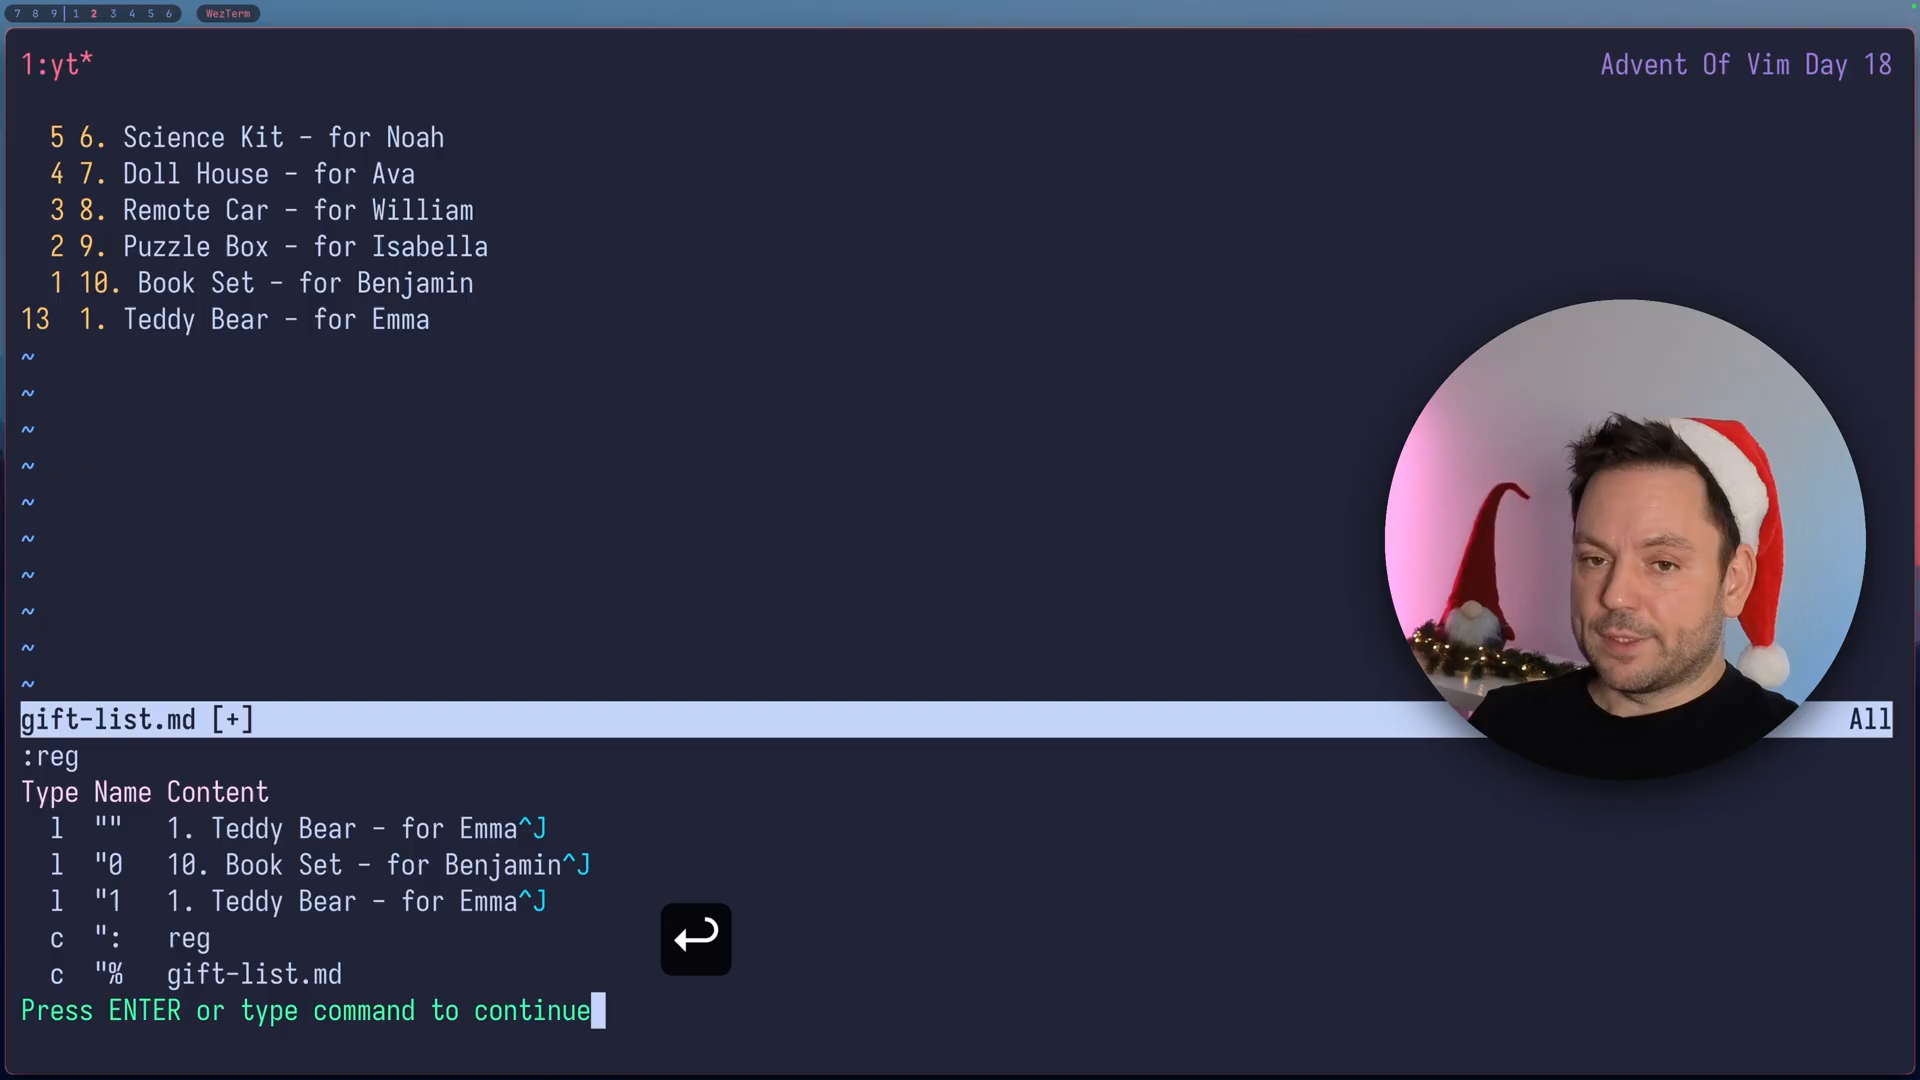 7 8 9 1 2 3 4 5 6 WezTerm
1:yt* Advent Of Vim Day 18
5 6. Science Kit - for Noah
4 7. Doll House - for Ava
3 8. Remote Car - for William
2 9. Puzzle Box - for Isabella
1 10. Book Set - for Benjamin
13 1. Teddy Bear - for Emma
~
~
~
~
~
~
~
~
~
~
gift-list.md [+] All
:reg
Type Name Content
l "" 1. Teddy Bear - for Emma^J
l "0 10. Book Set - for Benjamin^J
l "1 1. Teddy Bear - for Emma^J
c ": reg
c "% gift-list.md
Press ENTER or type command to continue